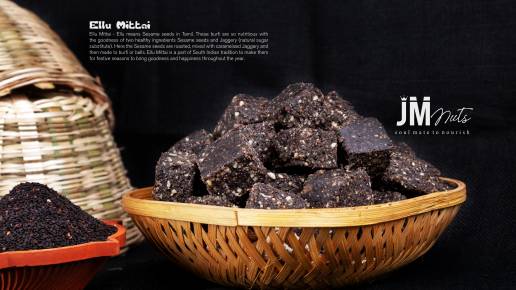 Ellu Mittai
Ellu Mittai - Ellu means Sesame seeds in Tamil. These burfi are so nutritious with
the goodness of two healthy ingredients Sesame seeds and Jaggery (natural sugar
substitute). Here the Sesame seeds are roasted, mixed with caramelised Jaggery and
then made to burfi or balls. Ellu Mittai is a part of South Indian tradition to make them
for festive seasons to bring goodness and happiness throughout the year.
JM Nuts
soul mate to nourish